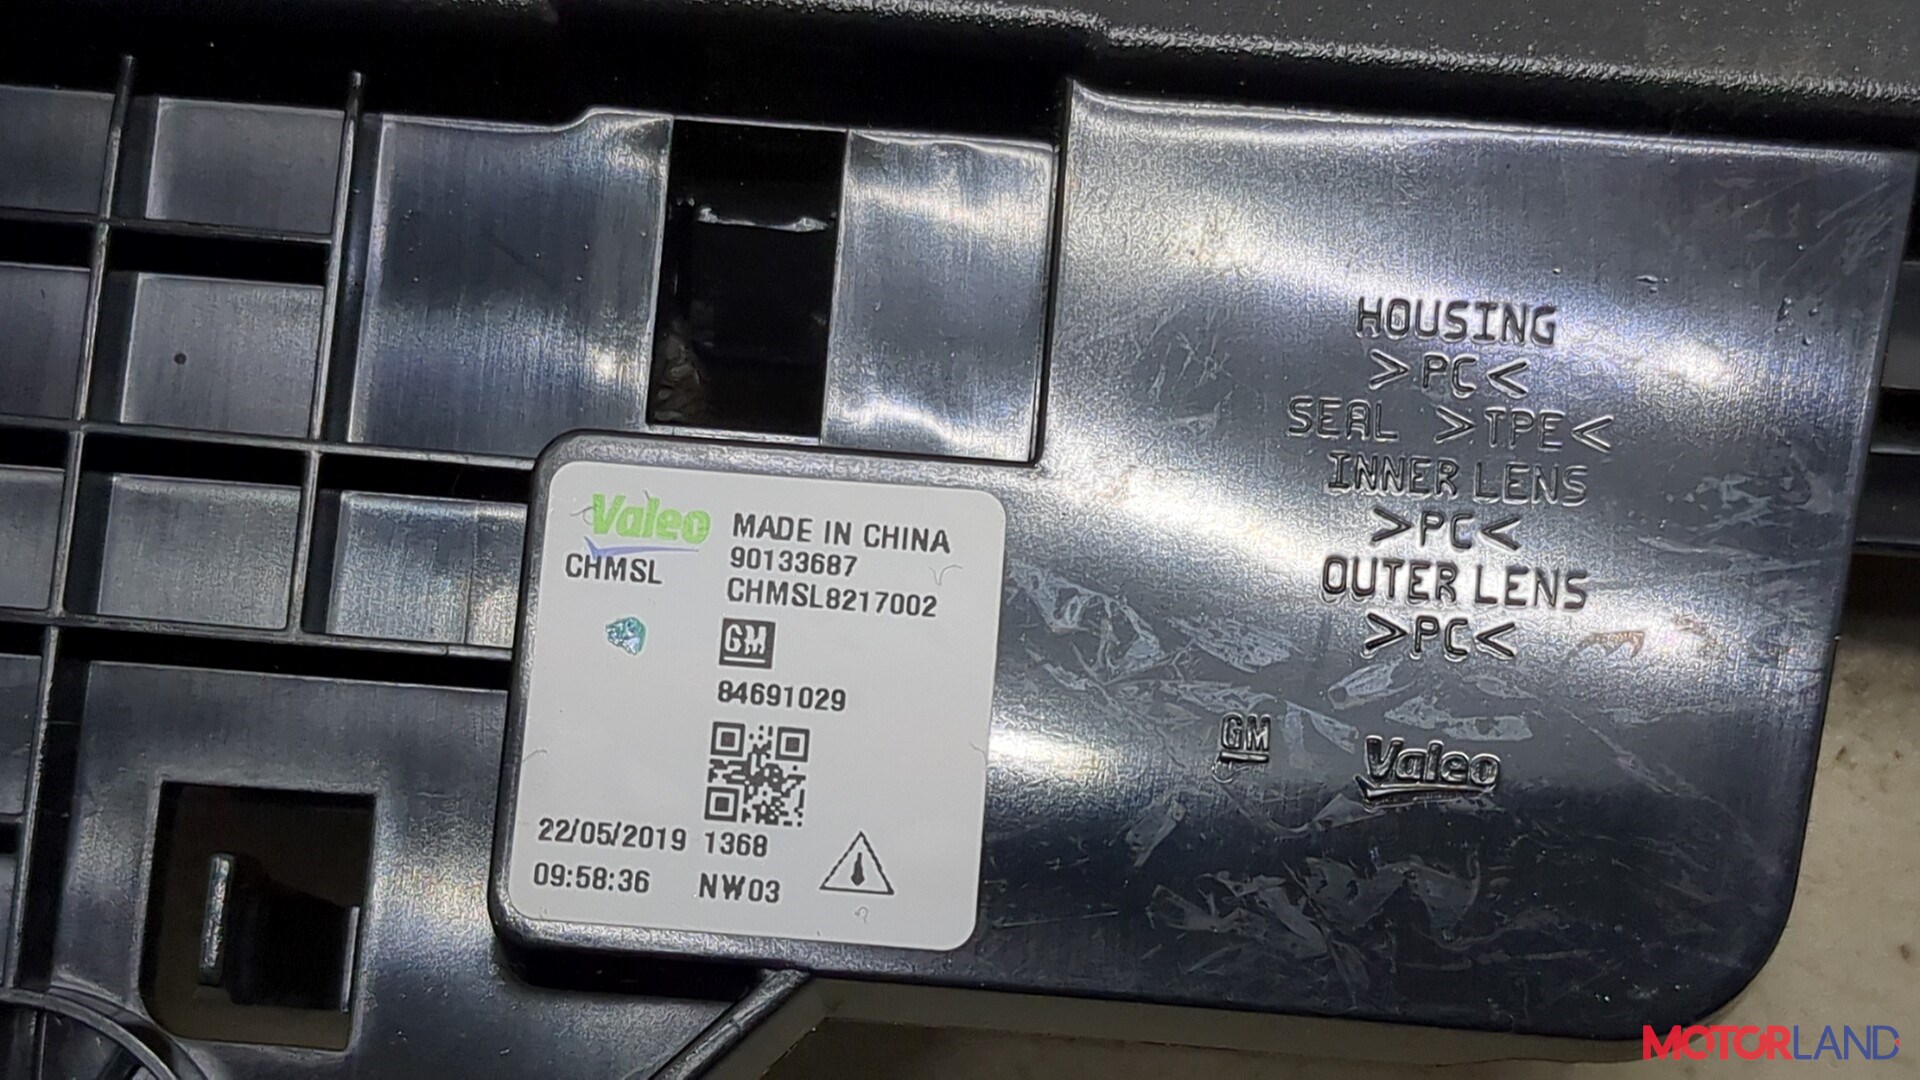 HOUSING
>PC<
SEAL >TPE<
INNER LENS
>PC<
OUTER LENS
>PC<
GM Valeo
Valeo MADE IN CHINA
90133687
CHMSL
CHMSL8217002
GM
84691029
22/05/2019 1368
09:58:36 NW03
MOTORLAND